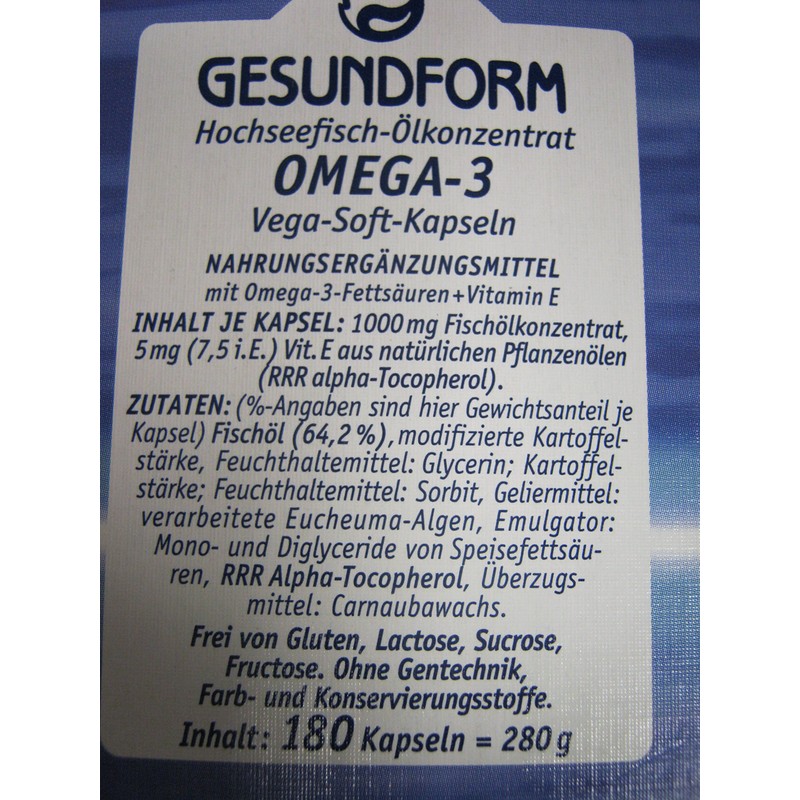 GESUNDFORM
Hochseefisch-Ölkonzentrat
OMEGA-3
Vega-Soft-Kapseln
NAHRUNGSERGÄNZUNGSMITTEL
mit Omega-3-Fettsäuren+Vitamin E
INHALT JE KAPSEL: 1000 mg Fischölkonzentrat,
5 mg (7,5 i.E.) Vit. E aus natürlichen Pflanzenölen
(RRR alpha-Tocopherol).
ZUTATEN: (%-Angaben sind hier Gewichtsanteil je
Kapsel) Fischöl (64,2 %), modifizierte Kartoffel-
stärke, Feuchthaltemittel: Glycerin; Kartoffel-
stärke; Feuchthaltemittel: Sorbit, Geliermittel:
verarbeitete Eucheuma-Algen, Emulgator:
Mono- und Diglyceride von Speisefettsäu-
ren, RRR Alpha-Tocopherol, Überzugs-
mittel: Carnaubawachs.
Frei von Gluten, Lactose, Sucrose,
Fructose. Ohne Gentechnik,
Farb- und Konservierungsstoffe.
Inhalt: 180 Kapseln = 280 g